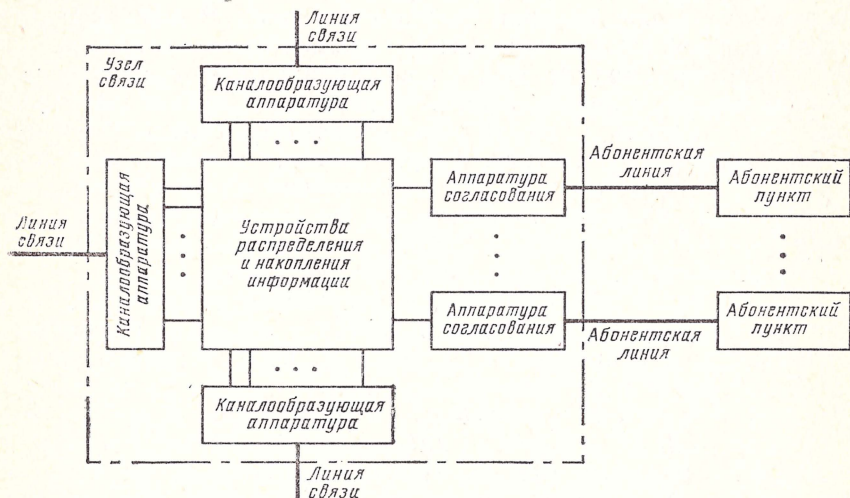 Линия
связи
Узел
связи
Каналообразующая
аппаратура
Каналообразующая
аппаратура
Линия
связи
Устройства
распределения
и накопления
информации
Аппаратура
согласования
Абонентская
линия
Абонентский
пункт
Аппаратура
согласования
Абонентская
линия
Абонентский
пункт
Каналообразующая
аппаратура
Линия
связи